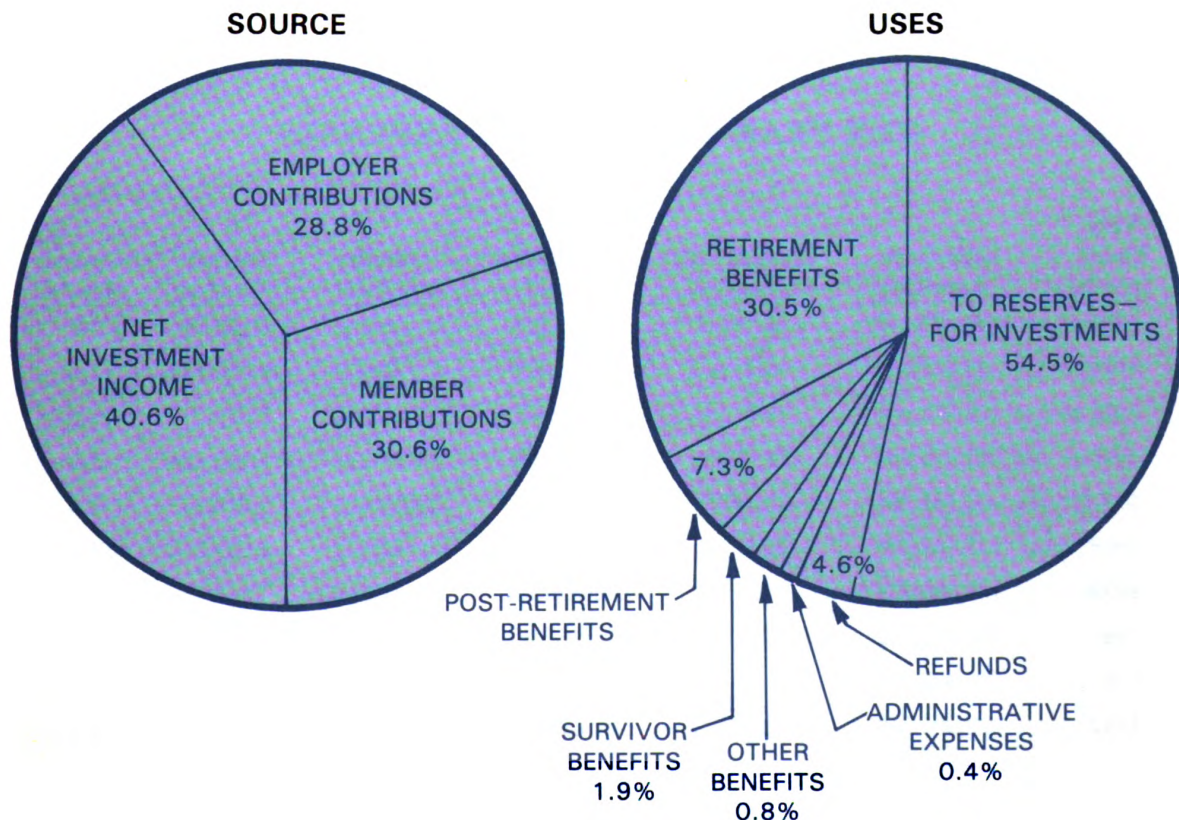 SOURCE
EMPLOYER
CONTRIBUTIONS
28.8%
NET
INVESTMENT
INCOME
40.6%
MEMBER
CONTRIBUTIONS
30.6%
USES
RETIREMENT
BENEFITS
30.5%
TO RESERVES—
FOR INVESTMENTS
54.5%
7.3%
4.6%
POST-RETIREMENT
BENEFITS
SURVIVOR
BENEFITS
1.9%
OTHER
BENEFITS
0.8%
ADMINISTRATIVE
EXPENSES
0.4%
REFUNDS